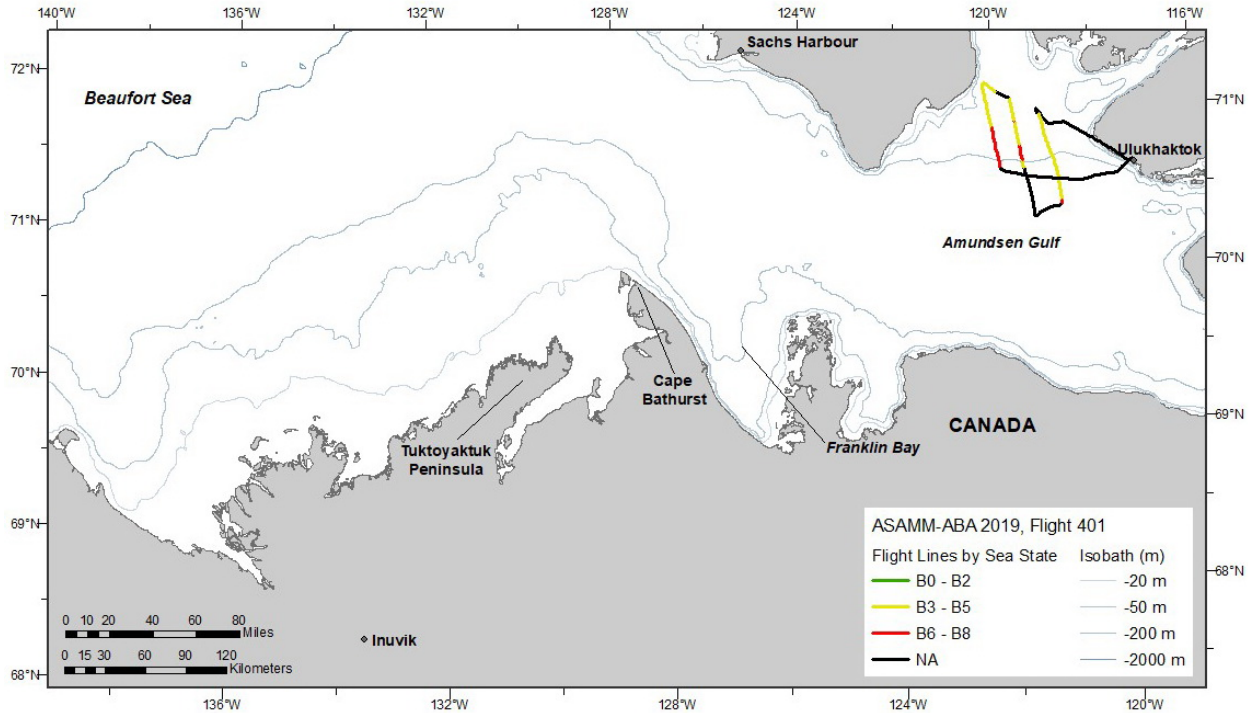 140°W 136°W 132°W 128°W 124°W 120°W 116°W
Sachs Harbour
72°N
Beaufort Sea
71°N
Ulukhaktok
71°N
Amundsen Gulf
70°N
70°N
Cape
Bathurst
CANADA
69°N
Tuktoyaktuk
Peninsula
Franklin Bay
ASAMM-ABA 2019, Flight 401
Flight Lines by Sea State Isobath (m)
B0 - B2 -20 m
B3 - B5 -50 m
B6 - B8 -200 m
NA -2000 m
69°N
68°N
0 10 20 40 60 80
Miles
Inuvik
0 15 30 60 90 120
Kilometers
68°N
136°W 132°W 128°W 124°W 120°W